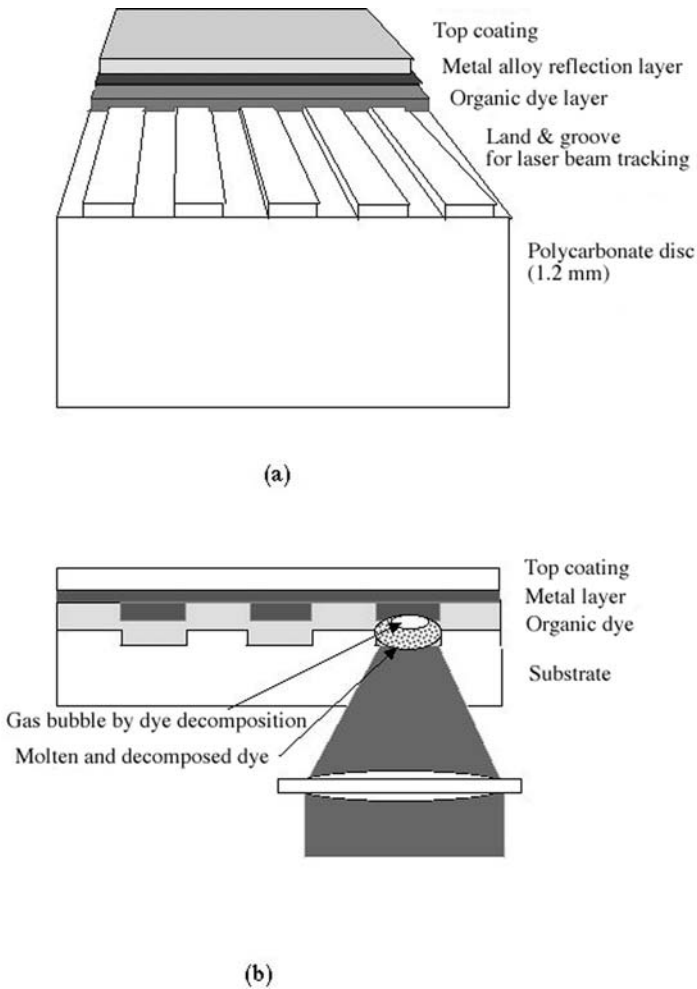 Top coating
Metal alloy reflection layer
Organic dye layer
Land & groove
for laser beam tracking
Polycarbonate disc
(1.2 mm)
(a)
Top coating
Metal layer
Organic dye
Substrate
Gas bubble by dye decomposition
Molten and decomposed dye
(b)